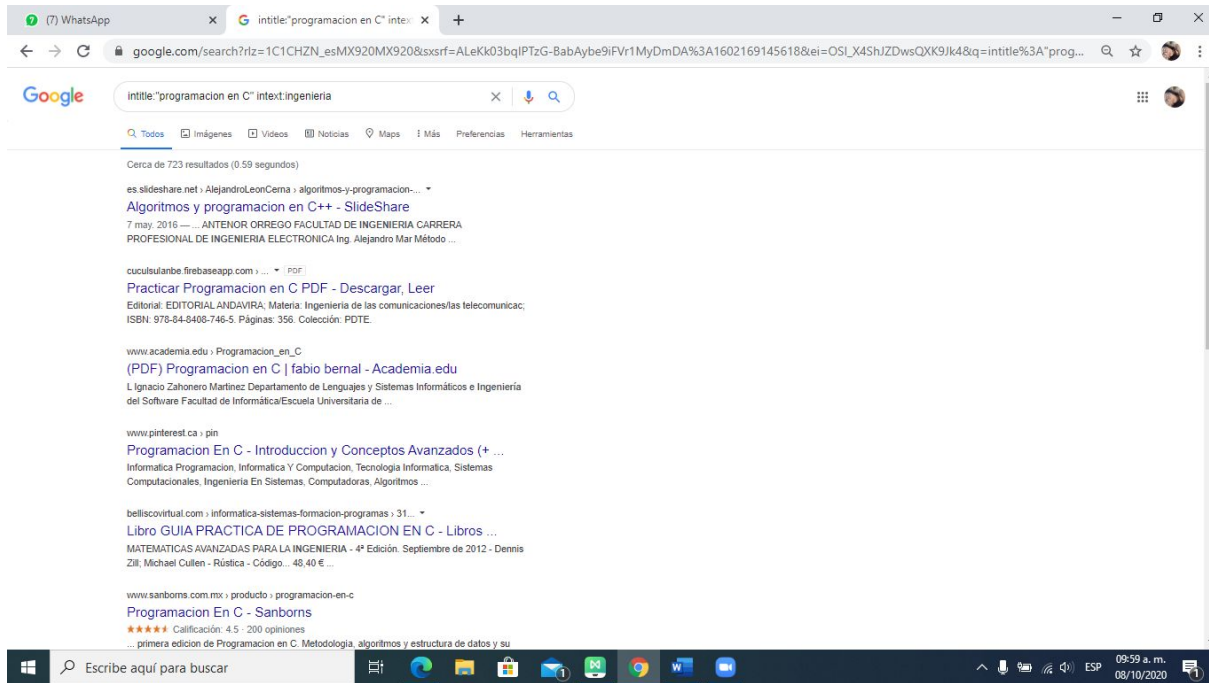 (7) WhatsApp
intitle:"programacion en C" intex
google.com/search?rlz=1C1CHZN_esMX920MX920&sxsrf=ALeKk03bqIPTzG-BabAybe9iFVr1MyDmDA%3A1602169145618&ei=OSl_X4ShJZDwsQXK9Jk4&q=intitle%3A"prog...
Google
intitle:"programacion en C" intext:ingenieria
Todos Imágenes Videos Noticias Maps Más Preferencias Herramientas
Cerca de 723 resultados (0.59 segundos)
es.slideshare.net › AlejandroLeonCerna › algoritmos-y-programacion-...
Algoritmos y programacion en C++ - SlideShare
7 may. 2016 — ... ANTENOR ORREGO FACULTAD DE INGENIERIA CARRERA
PROFESIONAL DE INGENIERIA ELECTRONICA Ing. Alejandro Mar Método ...
cuculsulanbe.firebaseapp.com › ... PDF
Practicar Programacion en C PDF - Descargar, Leer
Editorial: EDITORIAL ANDAVIRA; Materia: Ingenieria de las comunicaciones/las telecomunicac;
ISBN: 978-84-8408-746-5. Páginas: 356. Colección: PDTE.
www.academia.edu › Programacion_en_C
(PDF) Programacion en C | fabio bernal - Academia.edu
L Ignacio Zahonero Martinez Departamento de Lenguajes y Sistemas Informáticos e Ingeniería
del Software Facultad de Informática/Escuela Universitaria de ...
www.pinterest.ca › pin
Programacion En C - Introduccion y Conceptos Avanzados (+ ...
Informatica Programacion, Informatica Y Computacion, Tecnologia Informatica, Sistemas
Computacionales, Ingenieria En Sistemas, Computadoras, Algoritmos ...
belliscovirtual.com › informatica-sistemas-formacion-programas › 31...
Libro GUIA PRACTICA DE PROGRAMACION EN C - Libros ...
MATEMATICAS AVANZADAS PARA LA INGENIERIA - 4ª Edición. Septiembre de 2012 - Dennis
Zill; Michael Cullen - Rústica - Código... 48,40 € ...
www.sanborns.com.mx › producto › programacion-en-c
Programacion En C - Sanborns
Calificación: 4.5 · 200 opiniones
... primera edicion de Programacion en C. Metodologia, algoritmos y estructura de datos y su
Escribe aquí para buscar
ESP
09:59 a. m.
08/10/2020